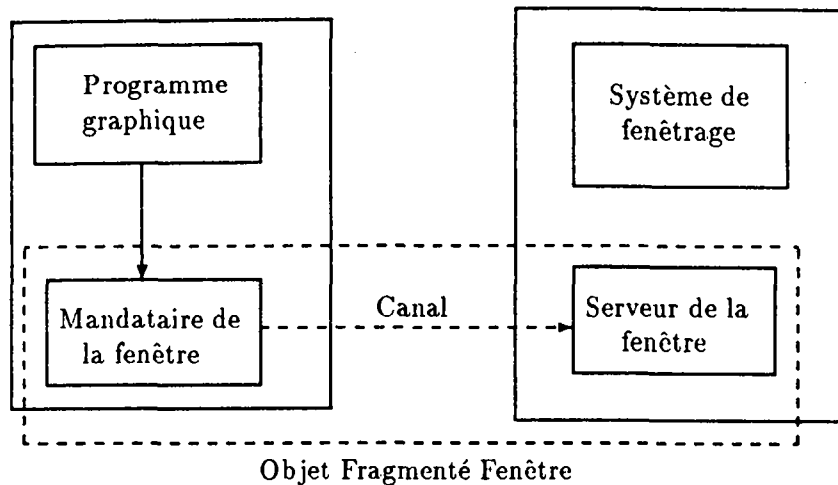 Programme
graphique
Système de
fenêtrage
Mandataire de
la fenêtre
Canal
Serveur de la
fenêtre
Objet Fragmenté Fenêtre